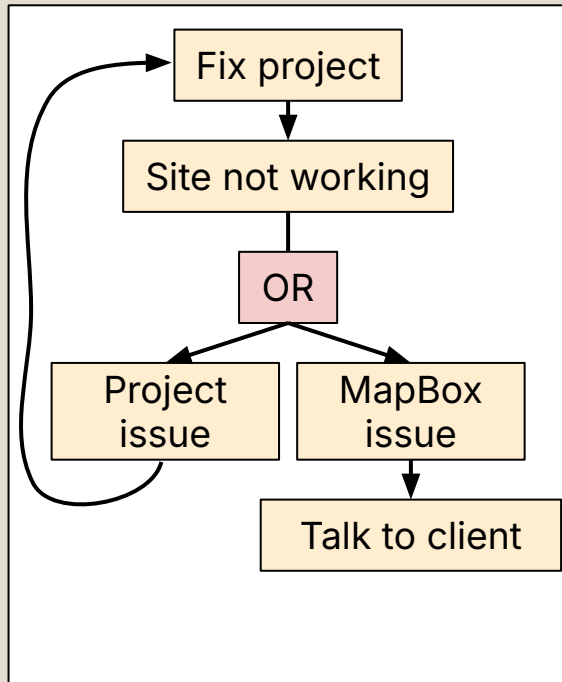 Fix project
Site not working
OR
Project
issue
MapBox
issue
Talk to client